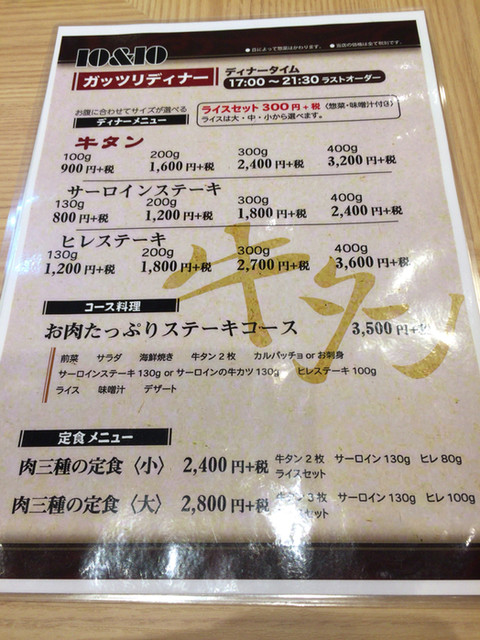 10&10
● 日によって惣菜はかわります。 ● 当店の価格は全て税別です。
ガッツリディナー
ディナータイム
17:00～21:30 ラストオーダー
お腹に合わせてサイズが選べる
ディナーメニュー
ライスセット 300円+税〈惣菜・味噌汁付き〉
ライスは大・中・小から選べます。
牛タン
100g 200g 300g 400g
900円+税 1,600円+税 2,400円+税 3,200円+税
サーロインステーキ
130g 200g 300g 400g
800円+税 1,200円+税 1,800円+税 2,400円+税
ヒレステーキ
130g 200g 300g 400g
1,200円+税 1,800円+税 2,700円+税 3,600円+税
牛タン
コース料理
お肉たっぷりステーキコース 3,500円+税
前菜 サラダ 海鮮焼き 牛タン2枚 カルパッチョ or お刺身
サーロインステーキ 130g or サーロインの牛カツ 130g ヒレステーキ 100g
ライス 味噌汁 デザート
定食メニュー
肉三種の定食〈小〉 2,400円+税 牛タン2枚 サーロイン 130g ヒレ 80g
ライスセット
肉三種の定食〈大〉 2,800円+税 牛タン3枚 サーロイン 130g ヒレ 100g
セット